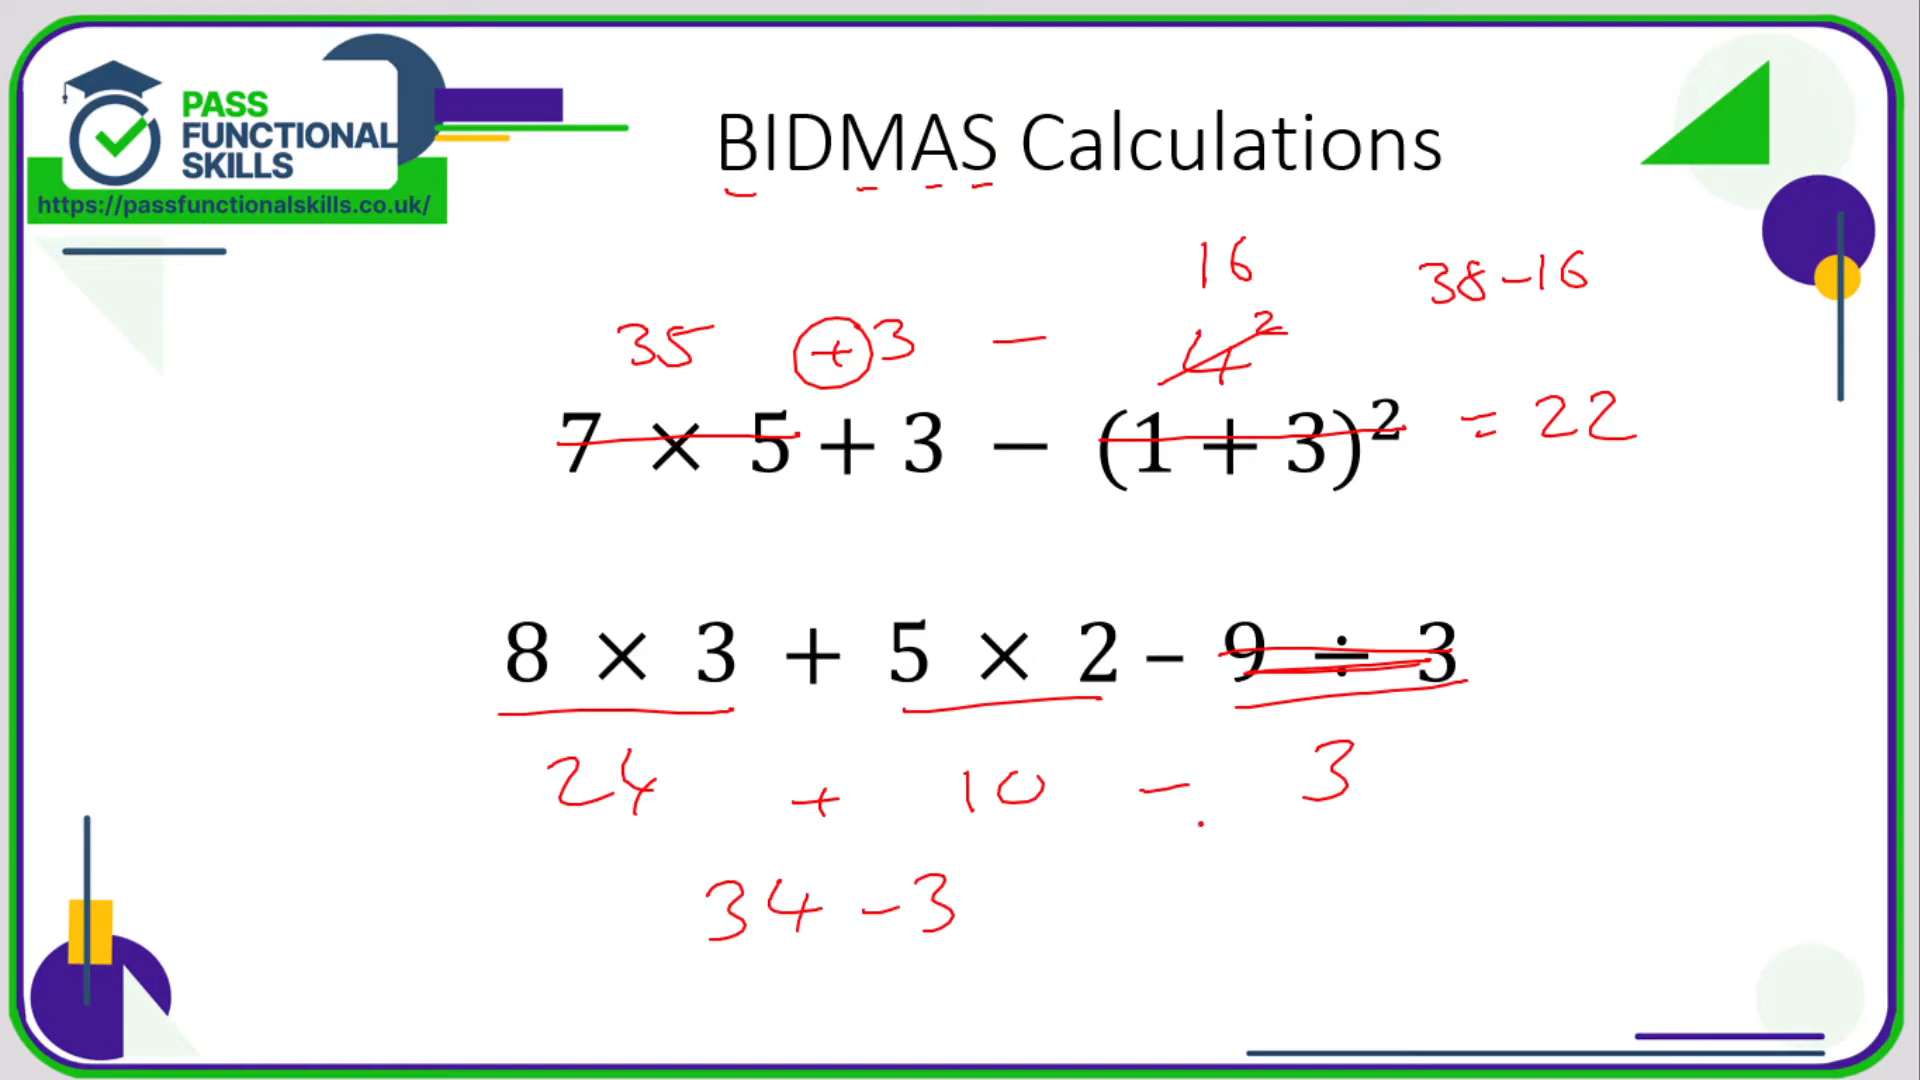 PASS
FUNCTIONAL
SKILLS
https://passfunctionalskills.co.uk/
BIDMAS Calculations
16
38-16
35 + 3 - 4²
7 × 5 + 3 − (1 + 3)² = 22
8 × 3 + 5 × 2 – 9 ÷ 3
24 + 10 - 3
34 - 3